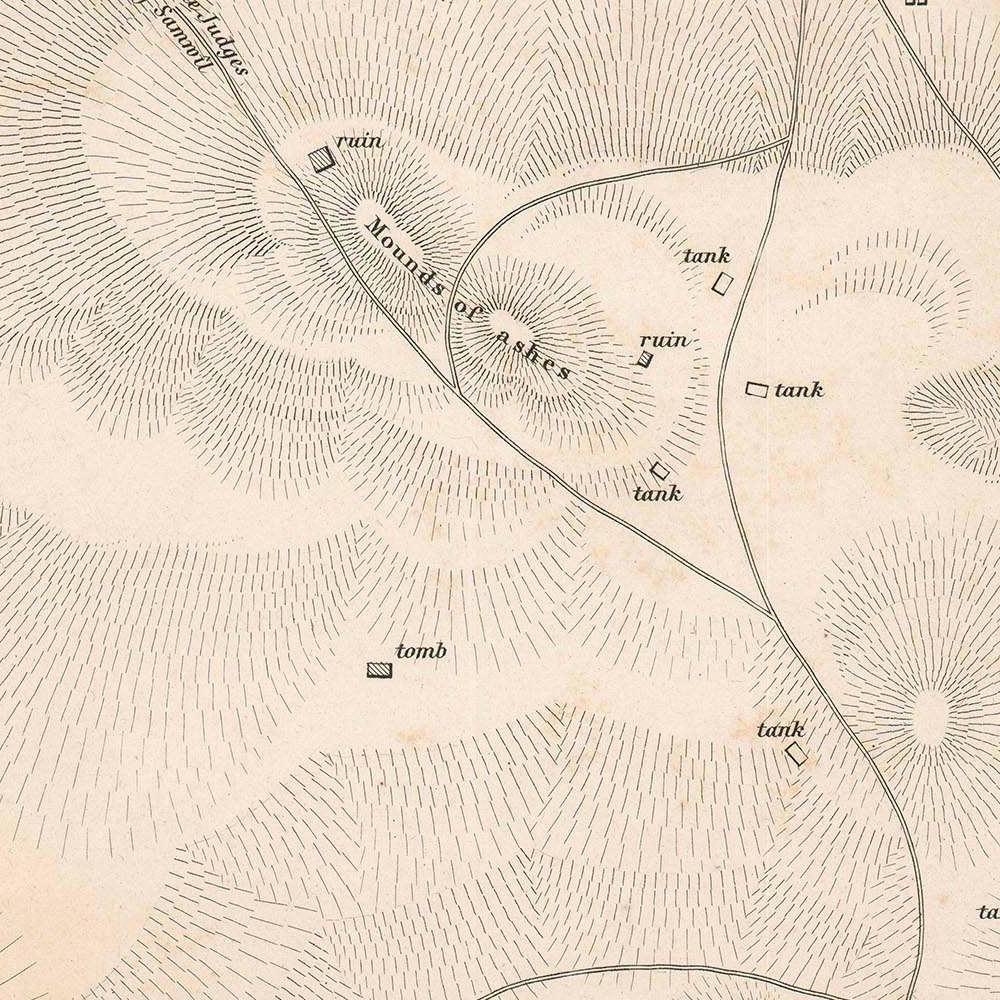 Judges
Samwil
ruin
Mounds of ashes
tank
ruin
tank
tank
tomb
tank